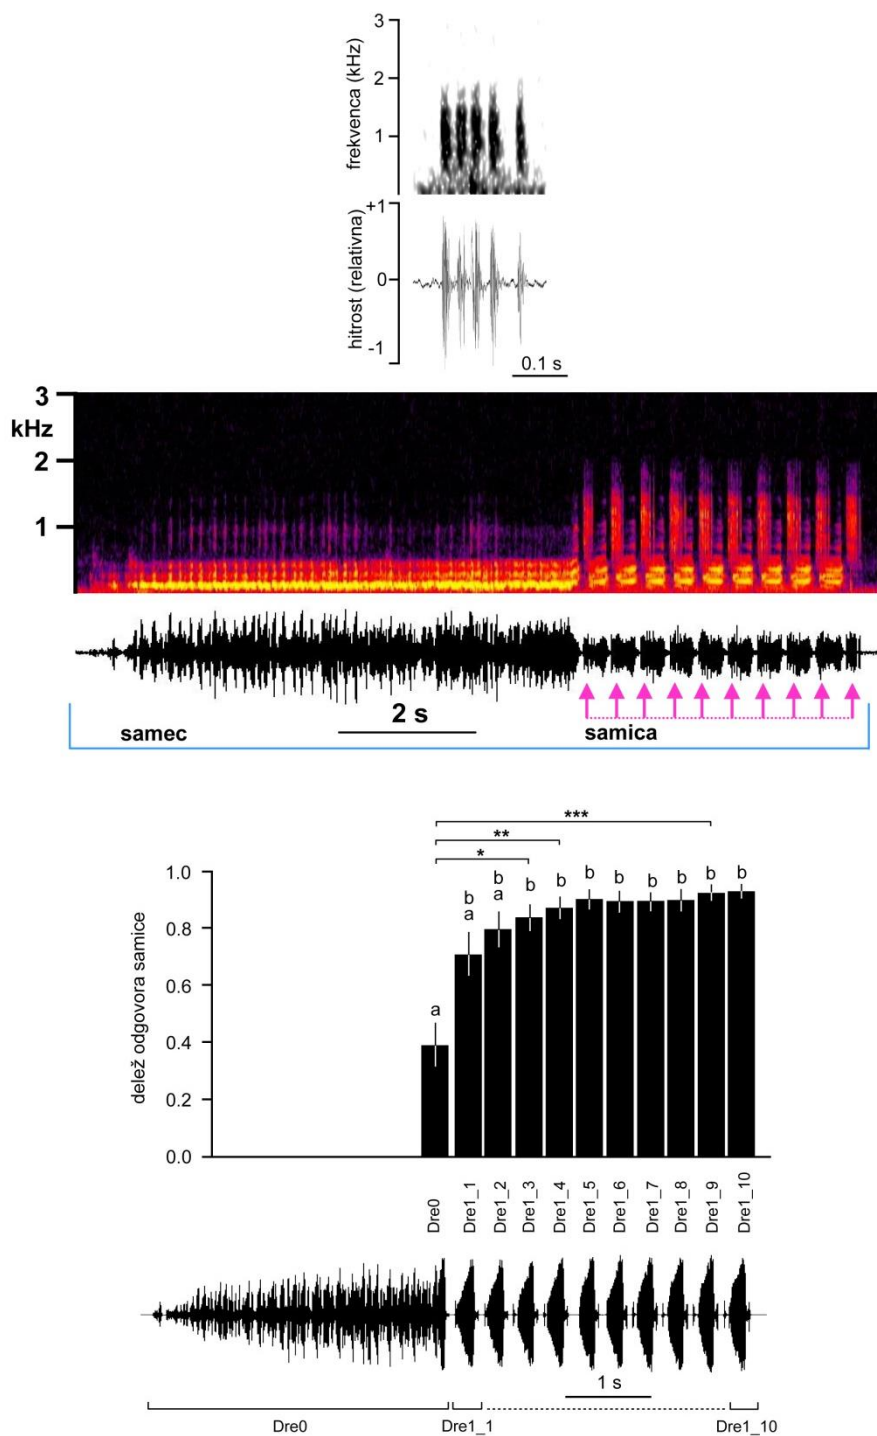 frekvenca (kHz)
3
2
1
hitrost (relativna)
+1
0
-1
0.1 s
3
kHz
2
1
samec
2 s
samica
***
**
*
delež odgovora samice
1.0
0.8
0.6
0.4
0.2
0.0
a
b
a
b
a
b
b
b
b
b
b
b
b
Dre0
Dre1_1
Dre1_2
Dre1_3
Dre1_4
Dre1_5
Dre1_6
Dre1_7
Dre1_8
Dre1_9
Dre1_10
1 s
Dre0
Dre1_1
Dre1_10